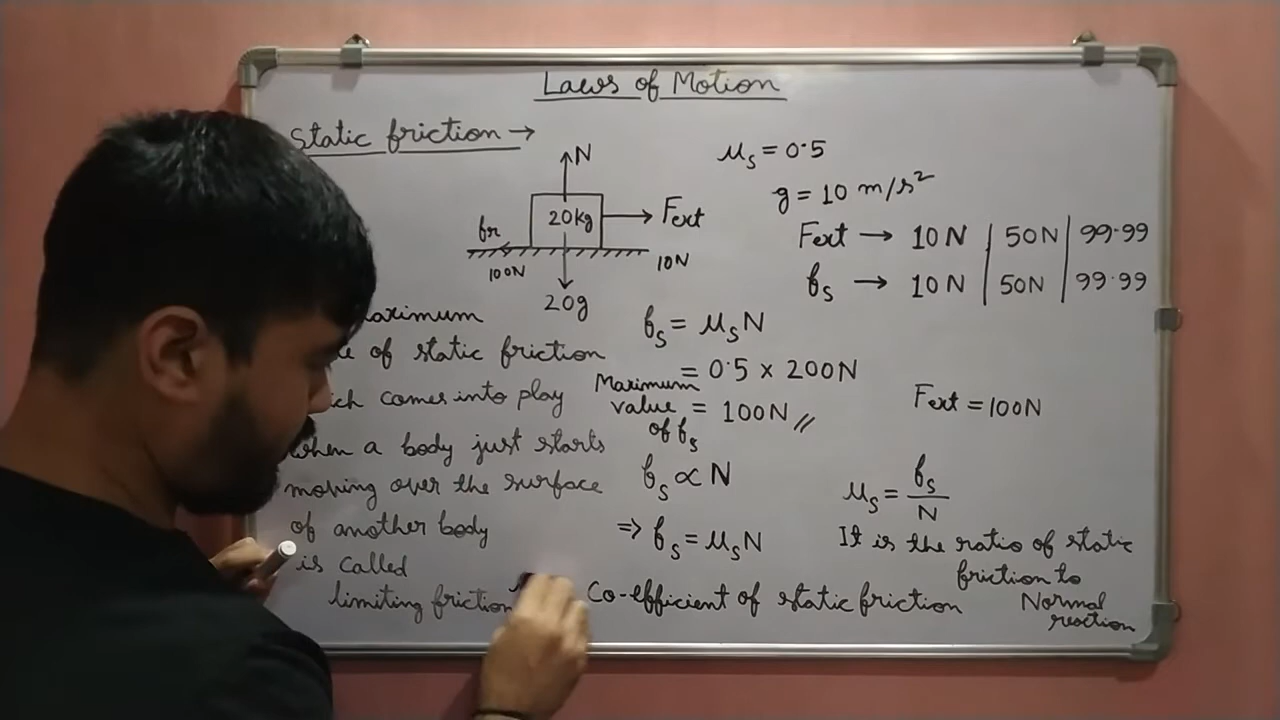 Laws of Motion
Static friction →
N
20kg
Fext
fr
100N
10N
20g
μs = 0.5
g = 10 m/s²
Fext → 10 N | 50N | 99.99
fs → 10 N | 50N | 99.99
of static friction
comes into play
when a body just starts
moving over the surface
of another body
is called
limiting friction
fs = μsN
= 0.5 x 200N
Maximum value of fs = 100N //
fs ∝ N
⇒ fs = μsN
Co-efficient of static friction
Fext = 100N
μs = fs/N
It is the ratio of static
friction to
Normal
reaction